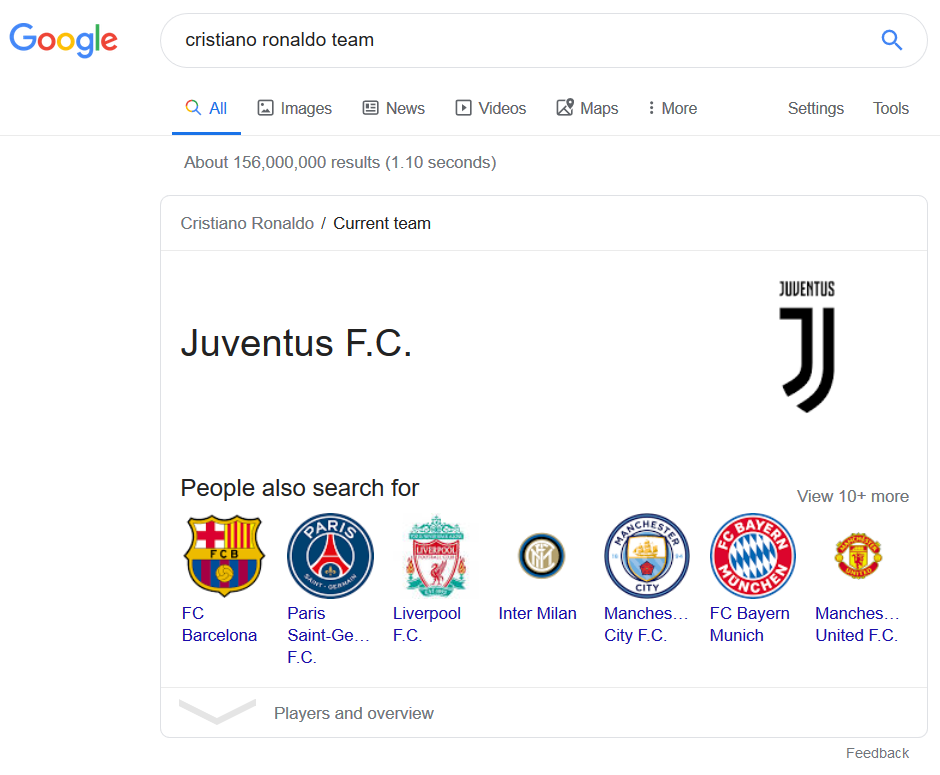 Google
cristiano ronaldo team
All Images News Videos Maps More Settings Tools
About 156,000,000 results (1.10 seconds)
Cristiano Ronaldo / Current team
JUVENTUS
Juventus F.C.
People also search for
View 10+ more
FCB
PARIS
SAINT-GERMAIN
LIVERPOOL
MANCHESTER
CITY
FC BAYERN
MÜNCHEN
MANCHESTER
UNITED
FC
Barcelona
Paris
Saint-Ge...
F.C.
Liverpool
F.C.
Inter Milan
Manches...
City F.C.
FC Bayern
Munich
Manches...
United F.C.
Players and overview
Feedback